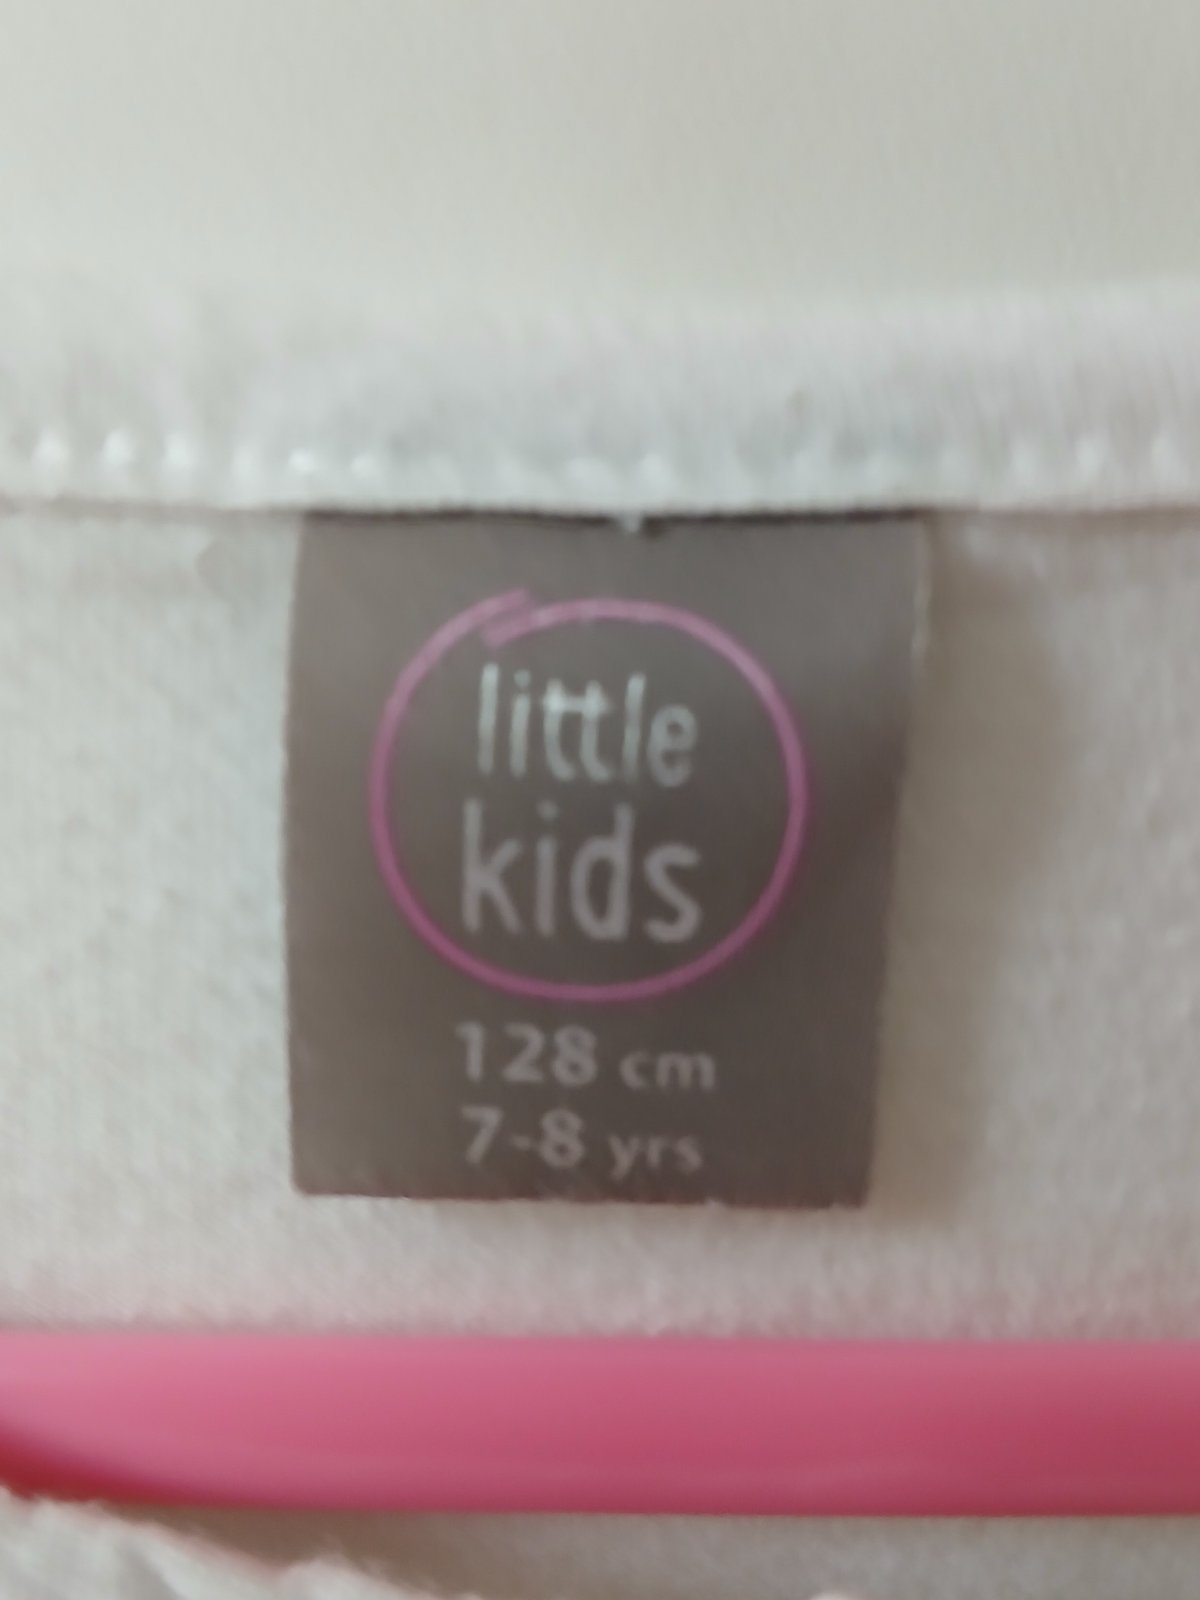 little
kids
128 cm
7-8 yrs